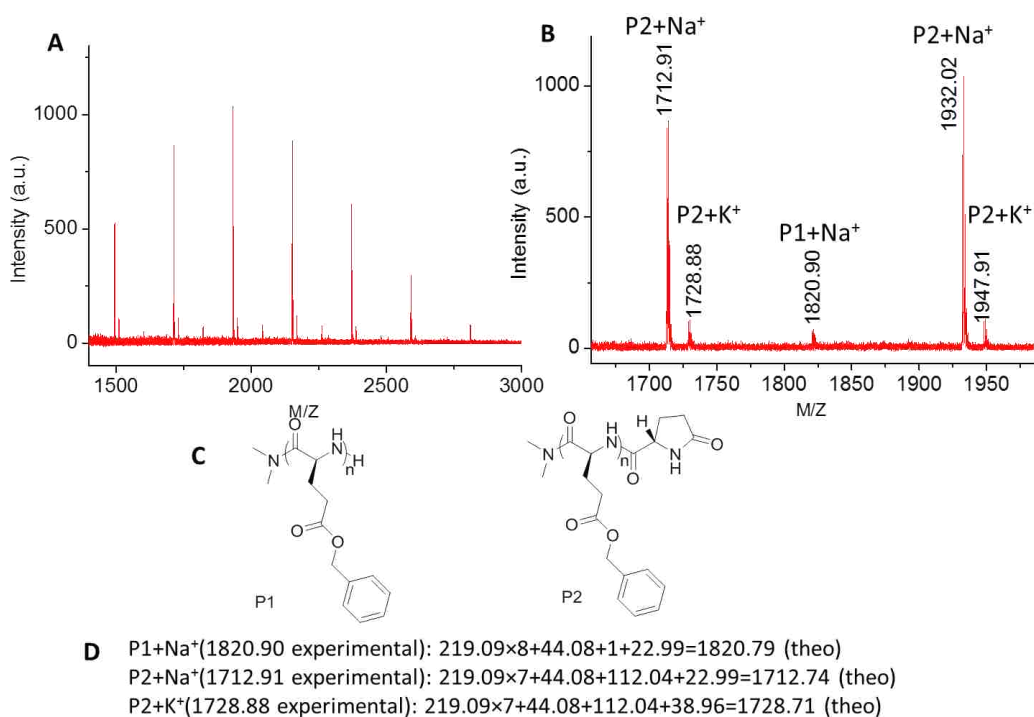 A
Intensity (a.u.)
1000
500
0
1500
2000
2500
3000
M/Z
B
P2+Na⁺
P2+Na⁺
1712.91
1932.02
Intensity (a.u.)
1000
500
0
P2+K⁺
P1+Na⁺
P2+K⁺
1728.88
1820.90
1947.91
1700
1750
1800
1850
1900
1950
M/Z
C
O
H
N
N
n
H
O
O
P1
O
H
N
N
n
H
O
N
H
O
O
O
P2
D
P1+Na⁺(1820.90 experimental): 219.09×8+44.08+1+22.99=1820.79 (theo)
P2+Na⁺(1712.91 experimental): 219.09×7+44.08+112.04+22.99=1712.74 (theo)
P2+K⁺(1728.88 experimental): 219.09×7+44.08+112.04+38.96=1728.71 (theo)